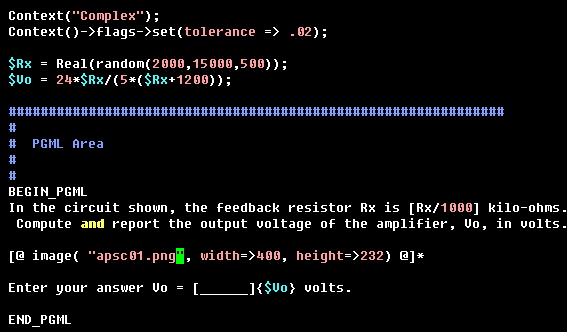 Context("Complex");
Context()->flags->set(tolerance => .02);
$Rx = Real(random(2000,15000,500));
$Vo = 24*$Rx/(5*($Rx+1200));
##############################################################
#
#  PGML Area
#
#
BEGIN_PGML
In the circuit shown, the feedback resistor Rx is [Rx/1000] kilo-ohms.
 Compute and report the output voltage of the amplifier, Vo, in volts.
[@ image( "apsc01.png", width=>400, height=>232) @]*
Enter your answer Vo = [______]{$Vo} volts.
END_PGML